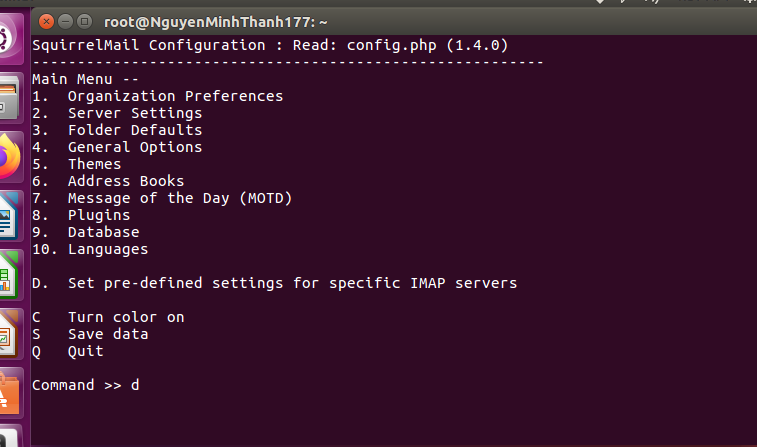 root@NguyenMinhThanh177: ~
SquirrelMail Configuration : Read: config.php (1.4.0)
---------------------------------------------------------
Main Menu --
1.  Organization Preferences
2.  Server Settings
3.  Folder Defaults
4.  General Options
5.  Themes
6.  Address Books
7.  Message of the Day (MOTD)
8.  Plugins
9.  Database
10. Languages

D.  Set pre-defined settings for specific IMAP servers

C   Turn color on
S   Save data
Q   Quit

Command >> d